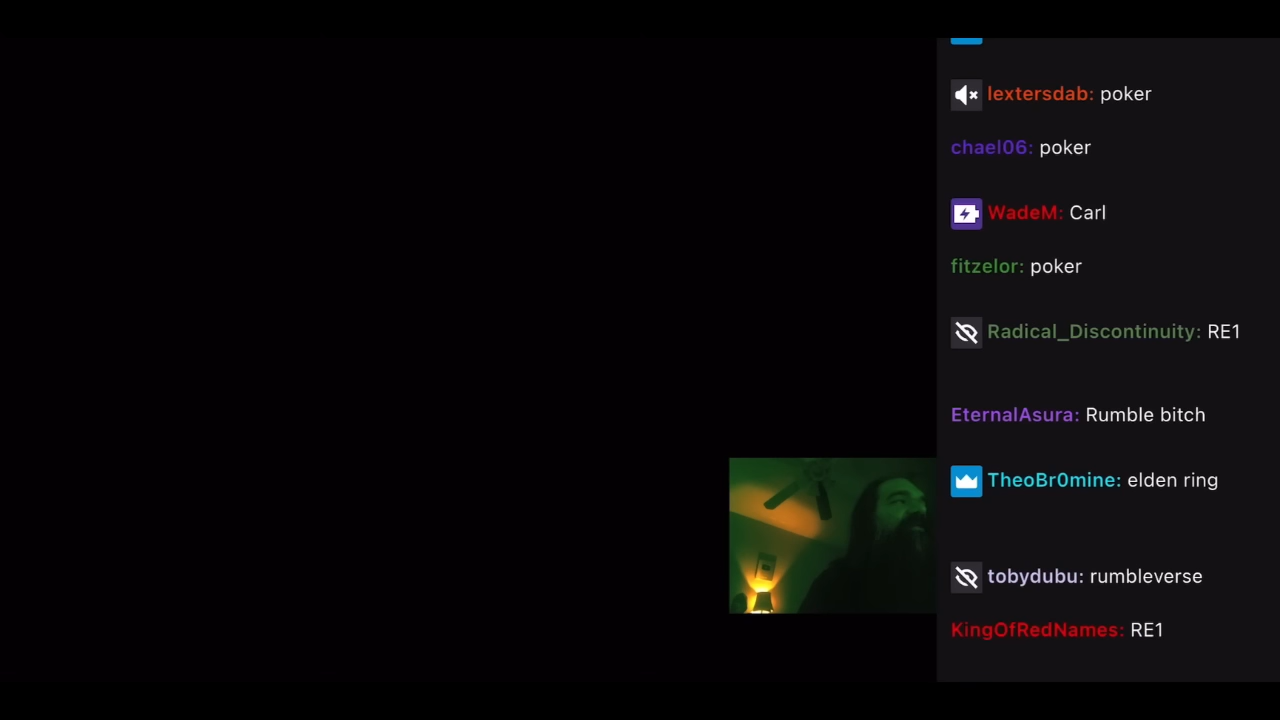 lextersdab: poker
chael06: poker
WadeM: Carl
fitzelor: poker
Radical_Discontinuity: RE1
EternalAsura: Rumble bitch
TheoBr0mine: elden ring
tobydubu: rumbleverse
KingOfRedNames: RE1